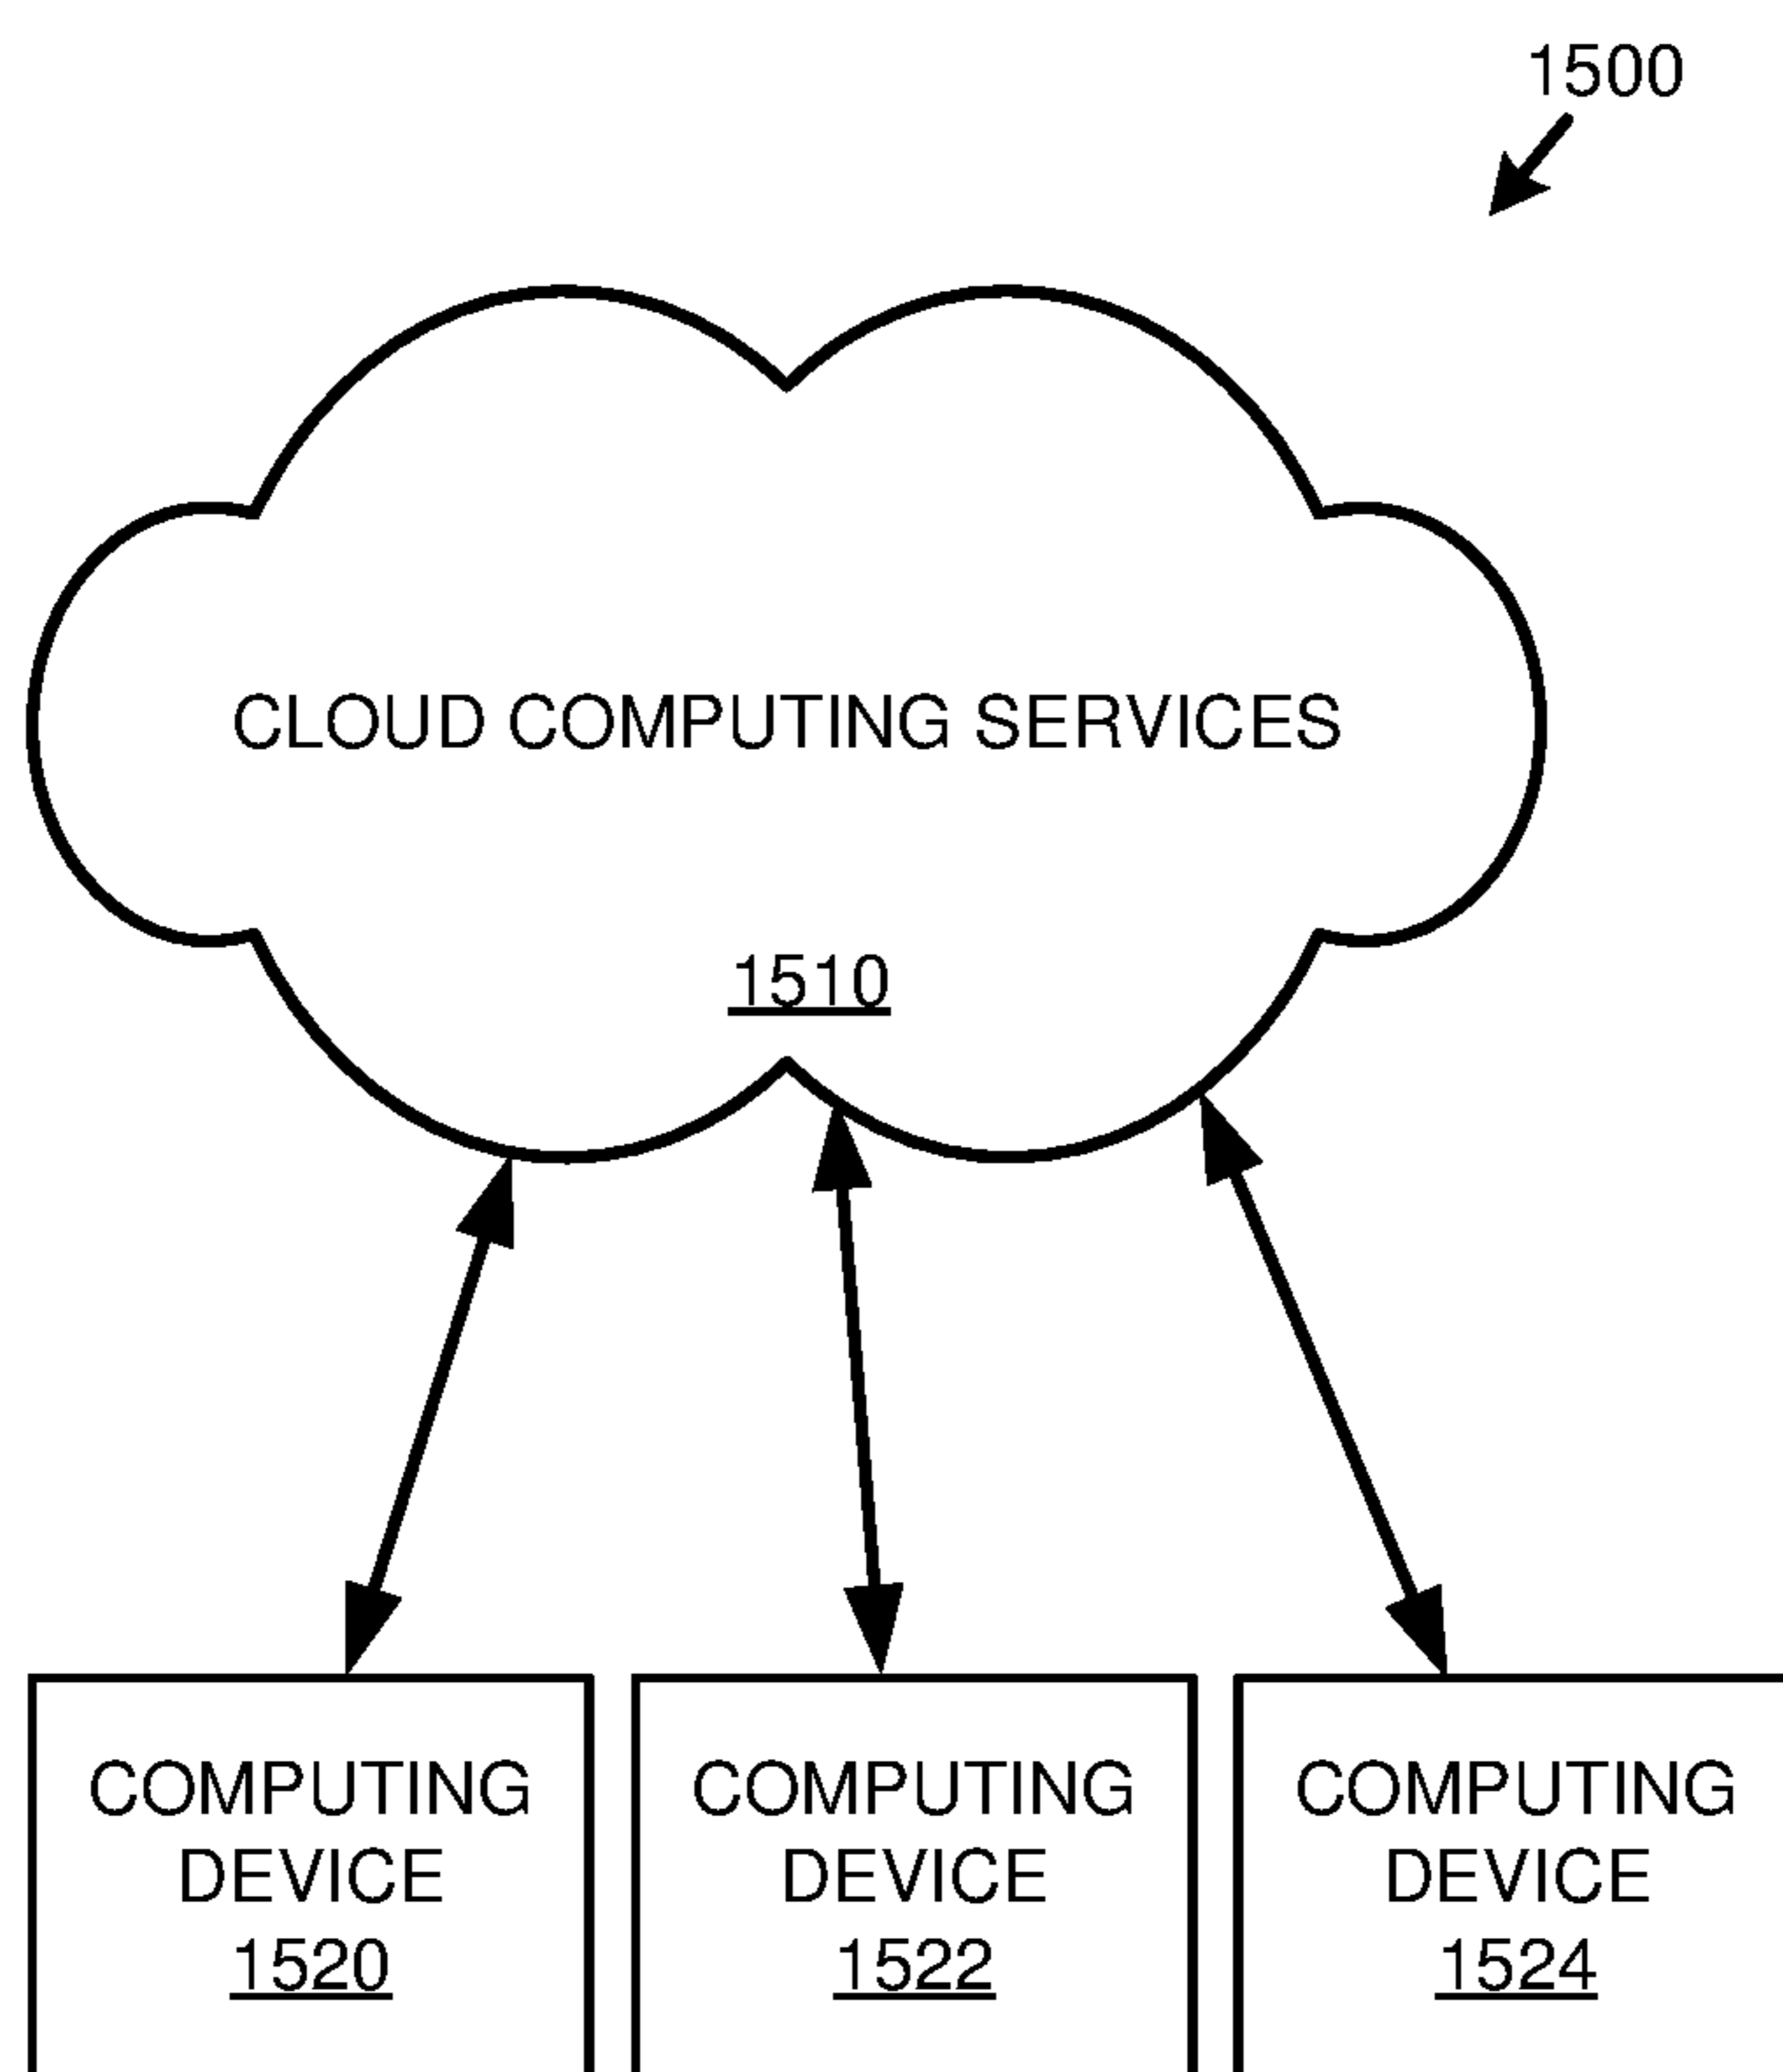 1500
CLOUD COMPUTING SERVICES
1510
COMPUTING
DEVICE
1520
COMPUTING
DEVICE
1522
COMPUTING
DEVICE
1524